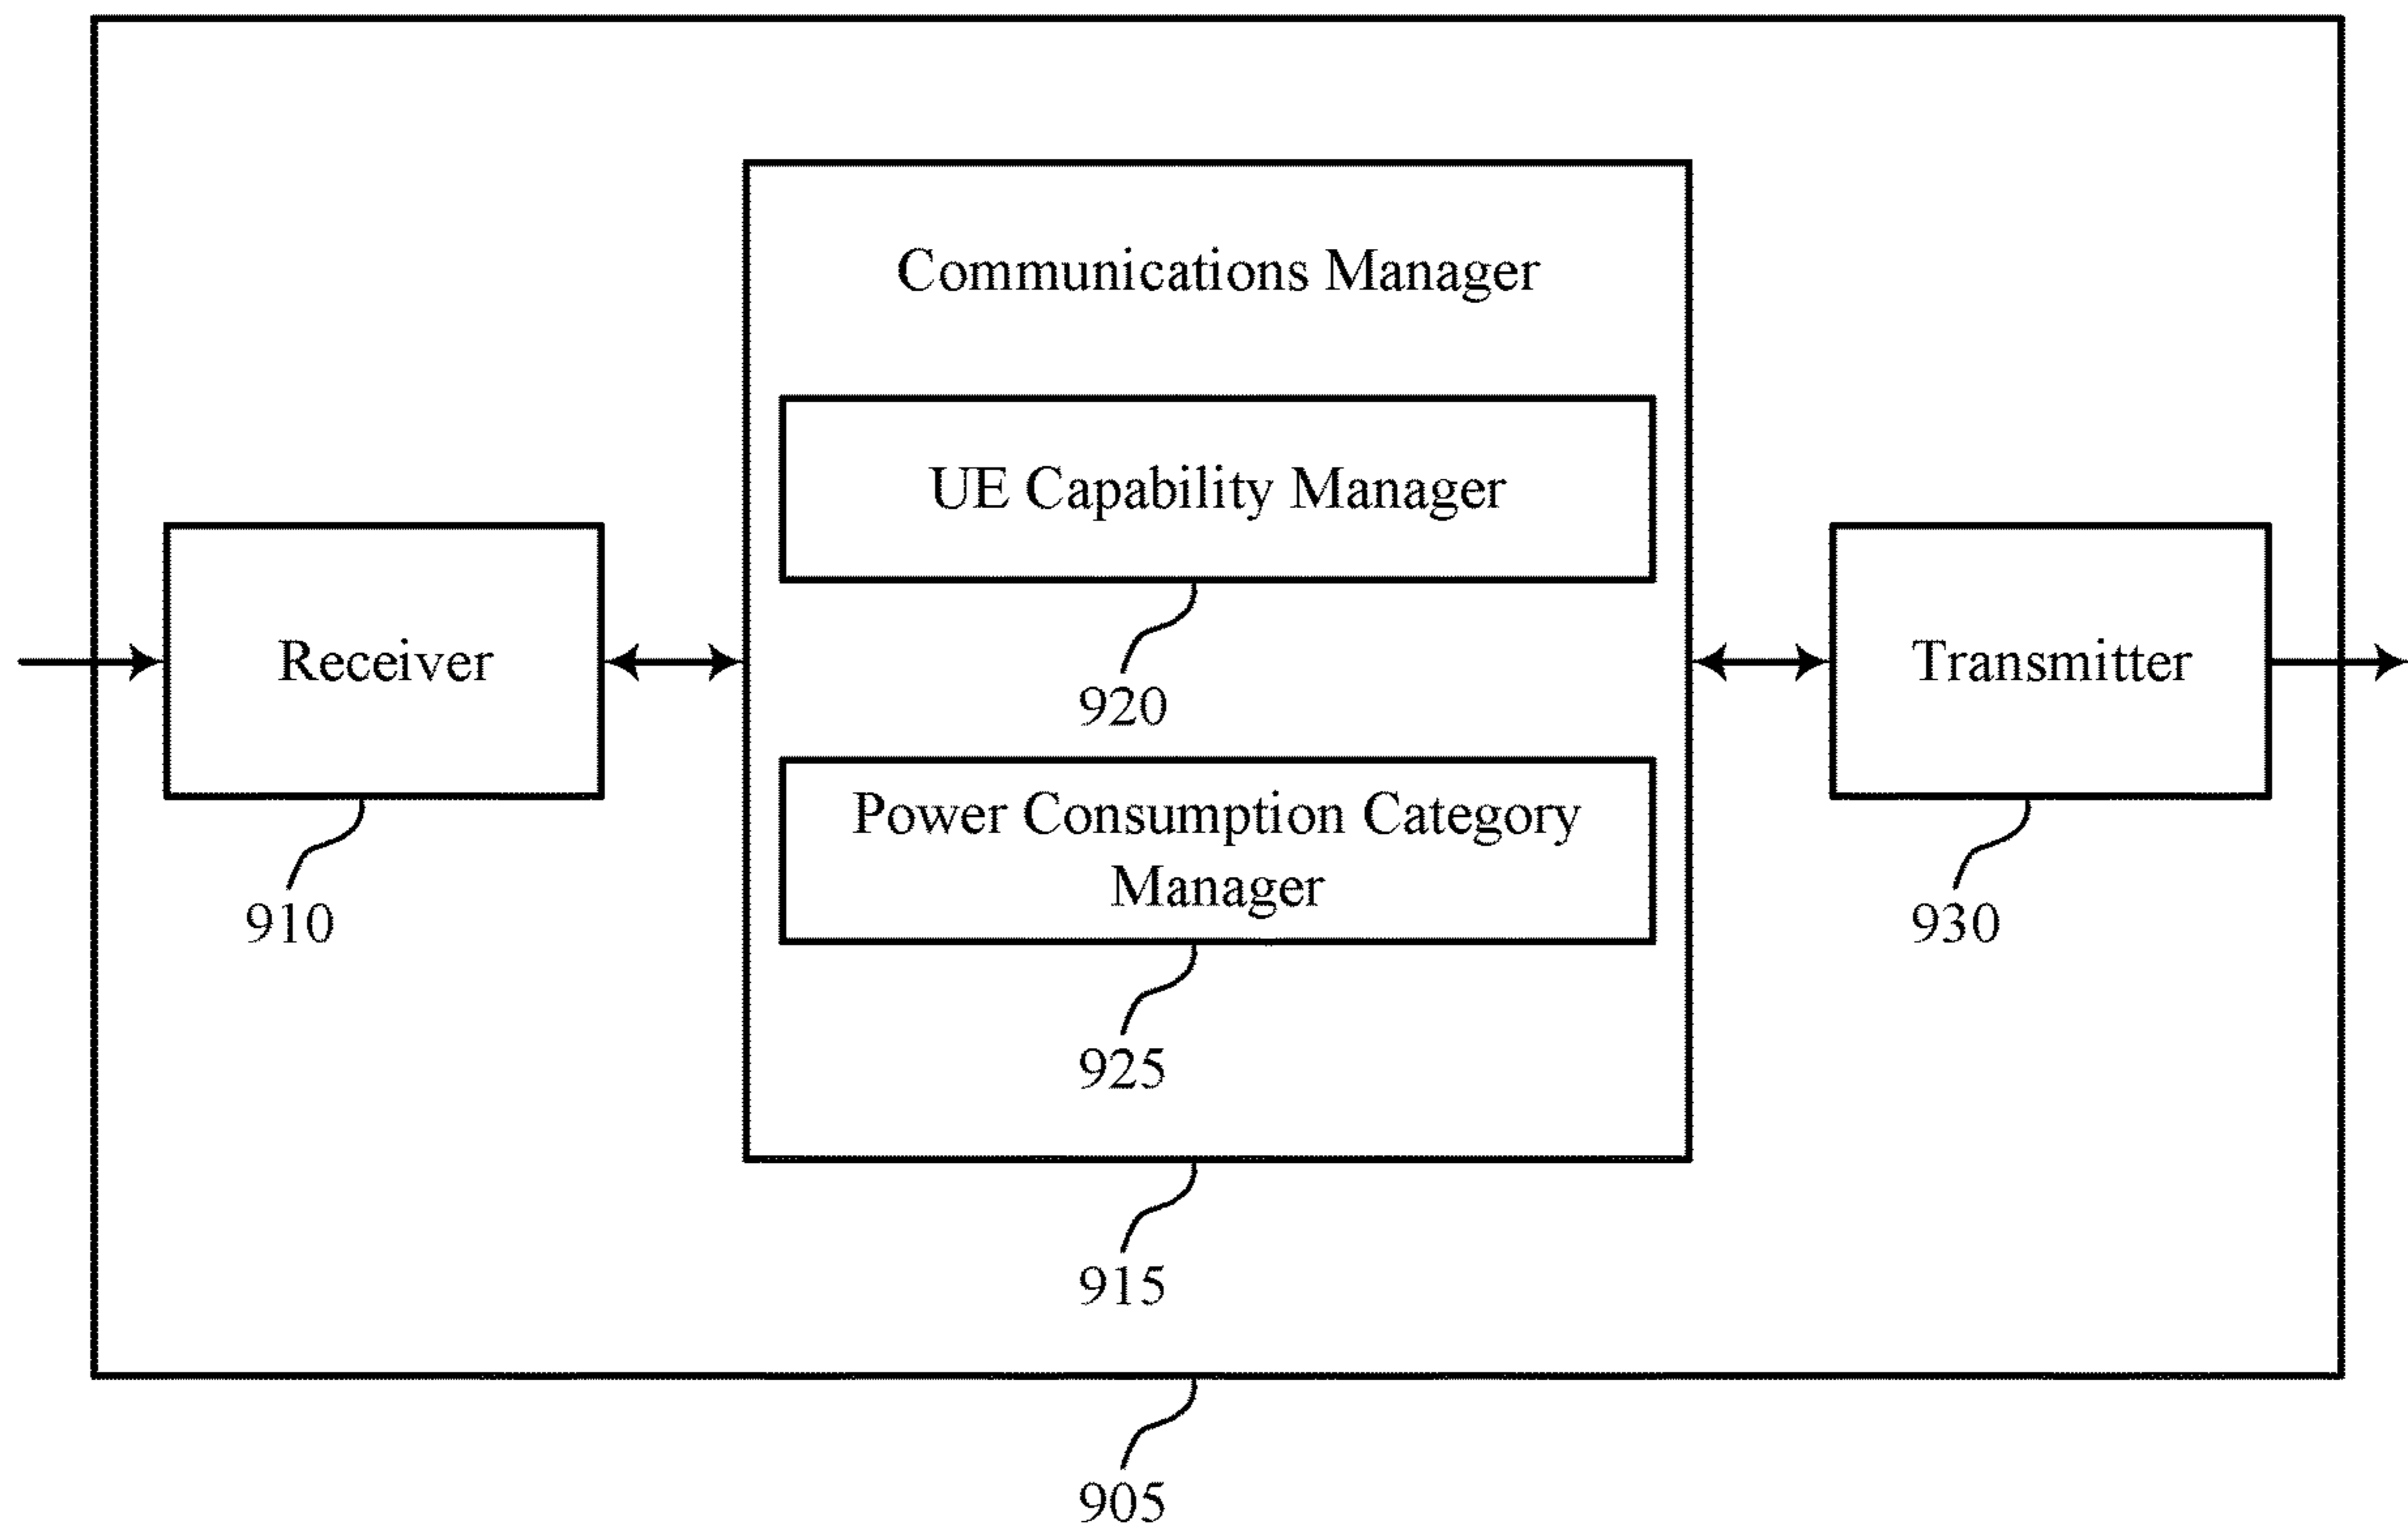 Communications Manager
UE Capability Manager
920
Receiver
910
Power Consumption Category
Manager
925
Transmitter
930
915
905